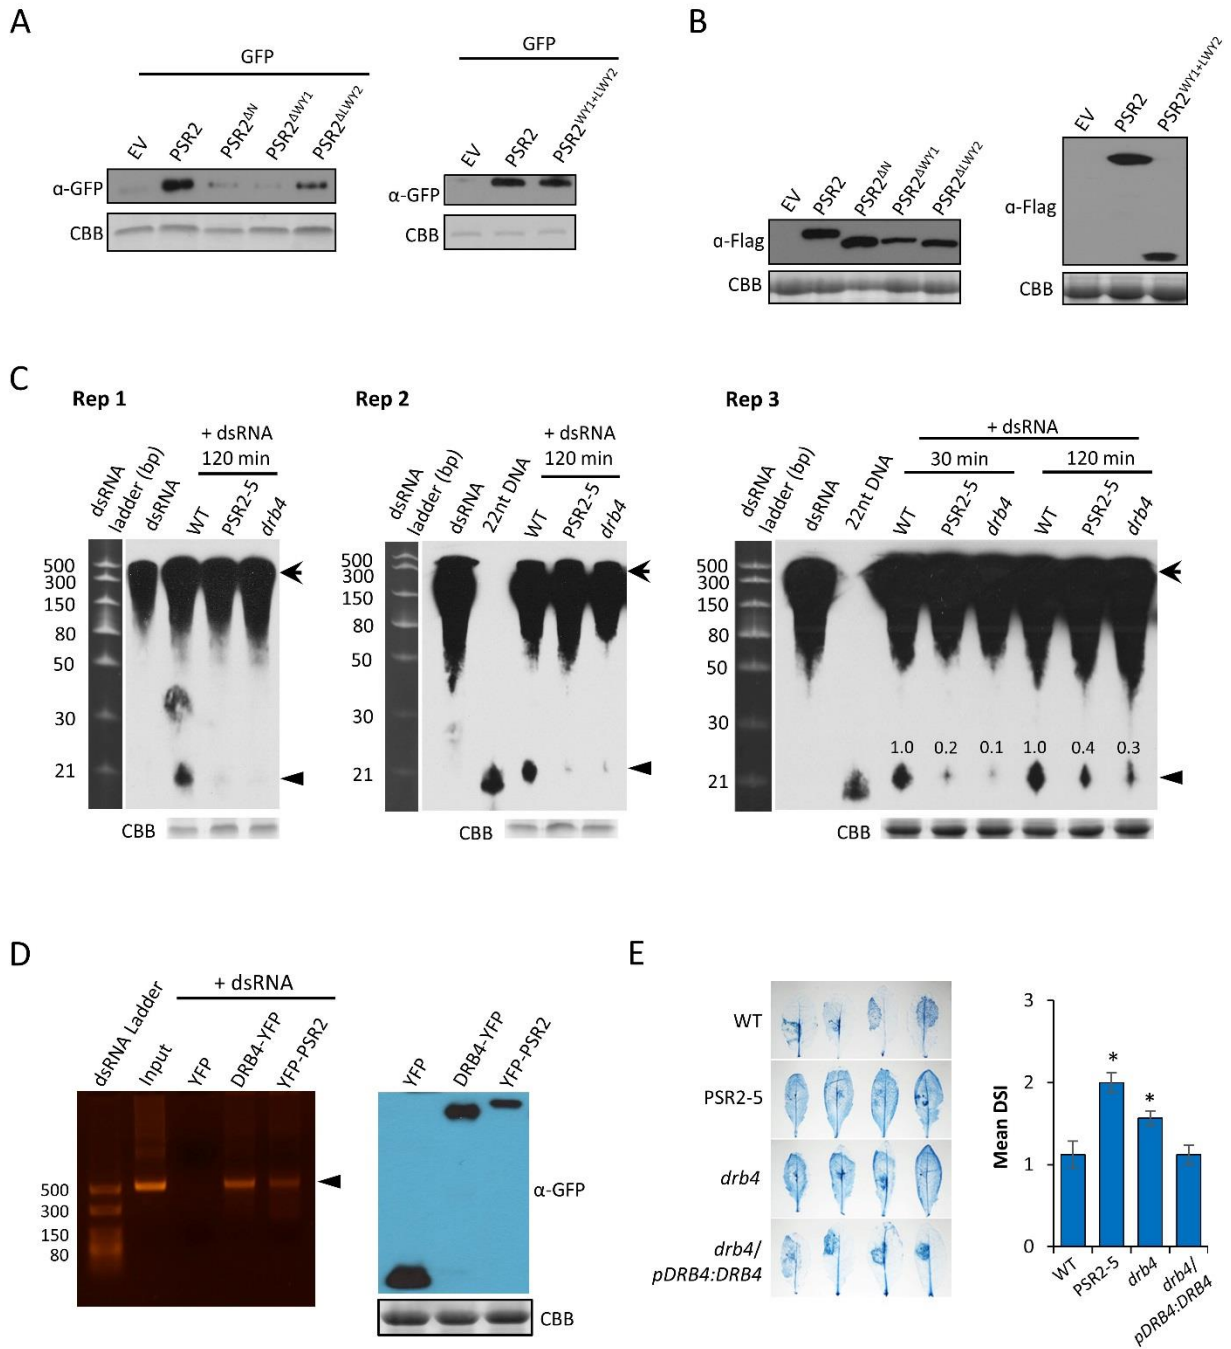 A
GFP
EV
PSR2
PSR2ΔN
PSR2ΔWY1
PSR2ΔLWY2
α-GFP
CBB
GFP
EV
PSR2
PSR2WY1+LWY2
α-GFP
CBB
B
EV
PSR2
PSR2ΔN
PSR2ΔWY1
PSR2ΔLWY2
α-Flag
CBB
EV
PSR2
PSR2WY1+LWY2
α-Flag
CBB
C
Rep 1
+ dsRNA
120 min
dsRNA
ladder (bp)
dsRNA
WT
PSR2-5
drb4
500
300
150
80
50
30
21
CBB
Rep 2
+ dsRNA
120 min
dsRNA
ladder (bp)
dsRNA
22nt DNA
WT
PSR2-5
drb4
500
300
150
80
50
30
21
CBB
Rep 3
+ dsRNA
30 min
120 min
dsRNA
ladder (bp)
dsRNA
22nt DNA
WT
PSR2-5
drb4
WT
PSR2-5
drb4
500
300
150
80
50
30
21
1.0 0.2 0.1 1.0 0.4 0.3
CBB
D
+ dsRNA
dsRNA Ladder
Input
YFP
DRB4-YFP
YFP-PSR2
500
300
150
80
YFP
DRB4-YFP
YFP-PSR2
α-GFP
CBB
E
WT
PSR2-5
drb4
drb4/
pDRB4:DRB4
Mean DSI
3
2
1
0
*
*
WT
PSR2-5
drb4
drb4/
pDRB4:DRB4